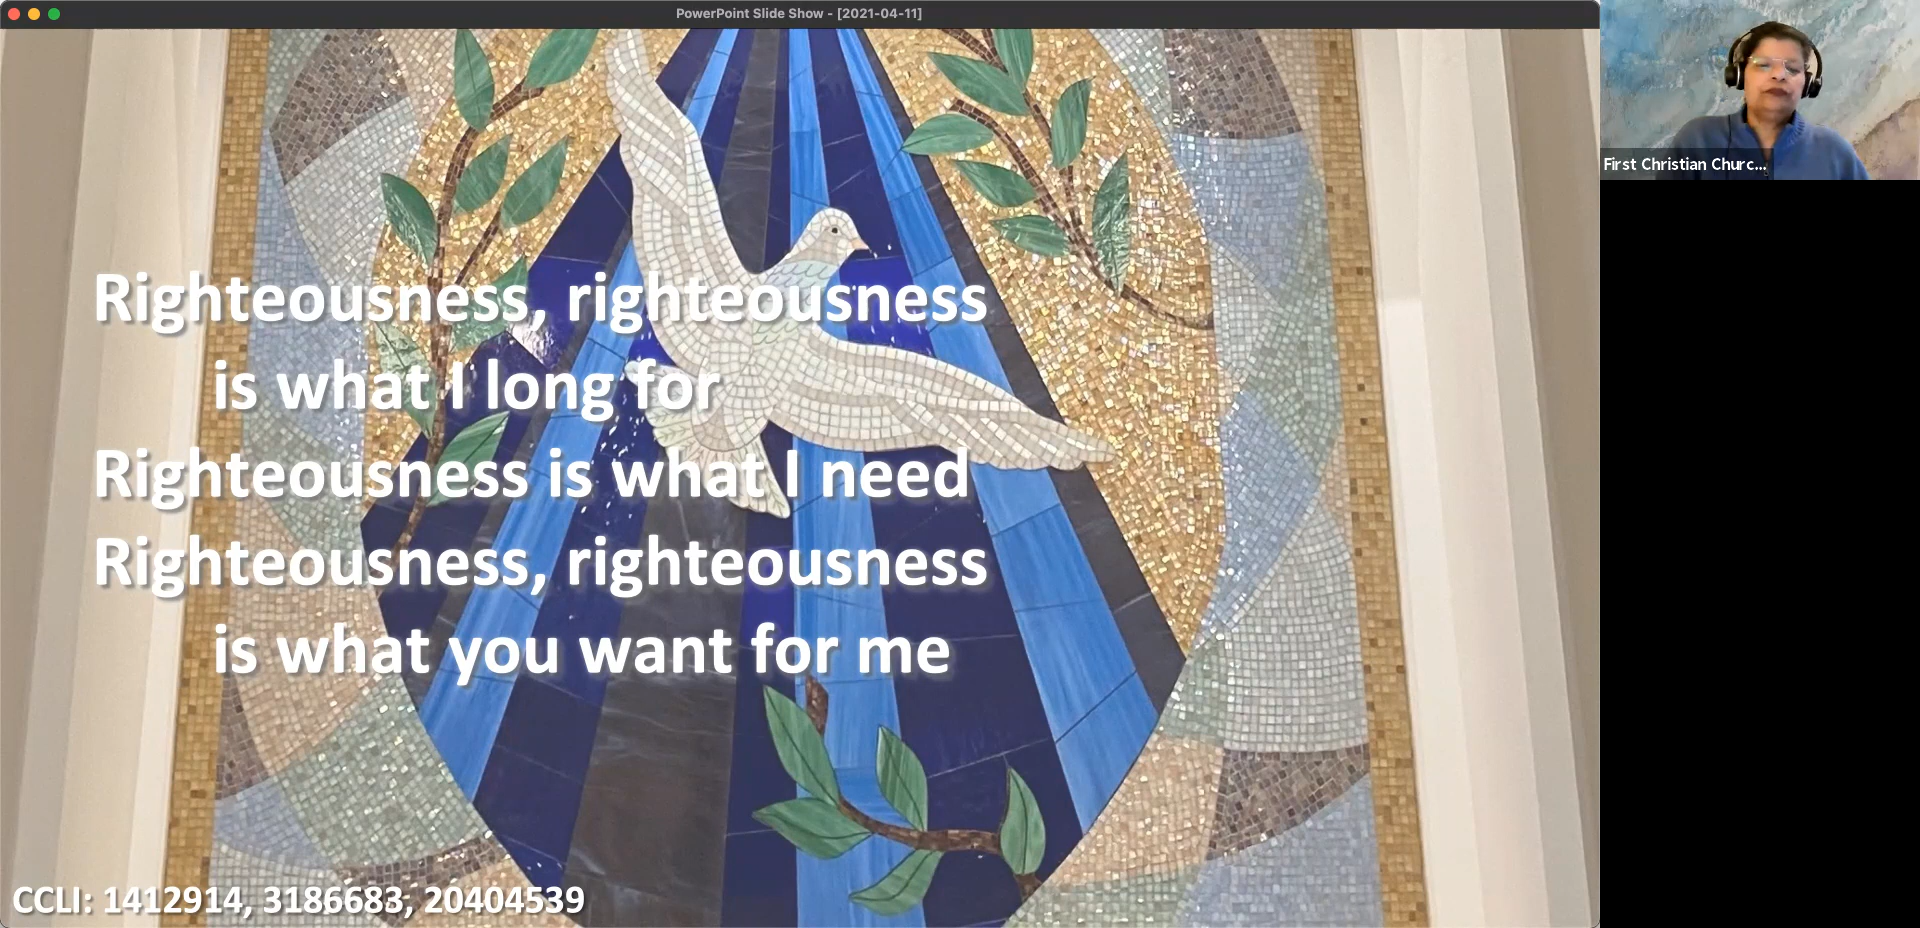 PowerPoint Slide Show - [2021-04-11]
Righteousness, righteousness
is what I long for
Righteousness is what I need
Righteousness, righteousness
is what you want for me
CCLI: 1412914, 3186683, 20404539
First Christian Churc...